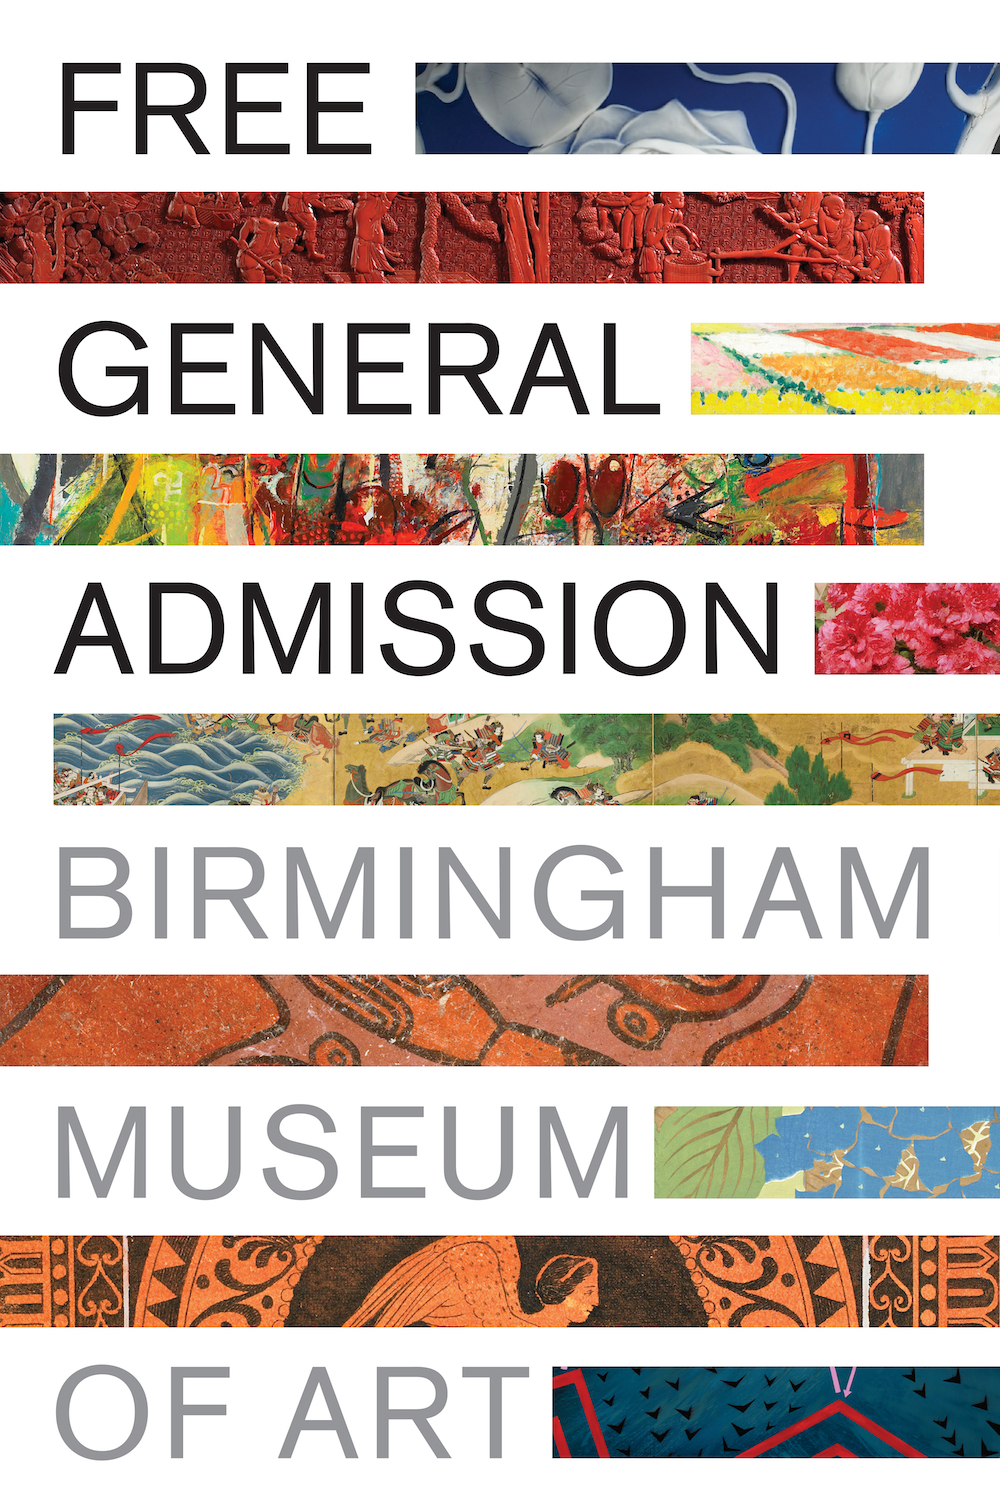 FREE
GENERAL
ADMISSION
BIRMINGHAM
MUSEUM
OF ART